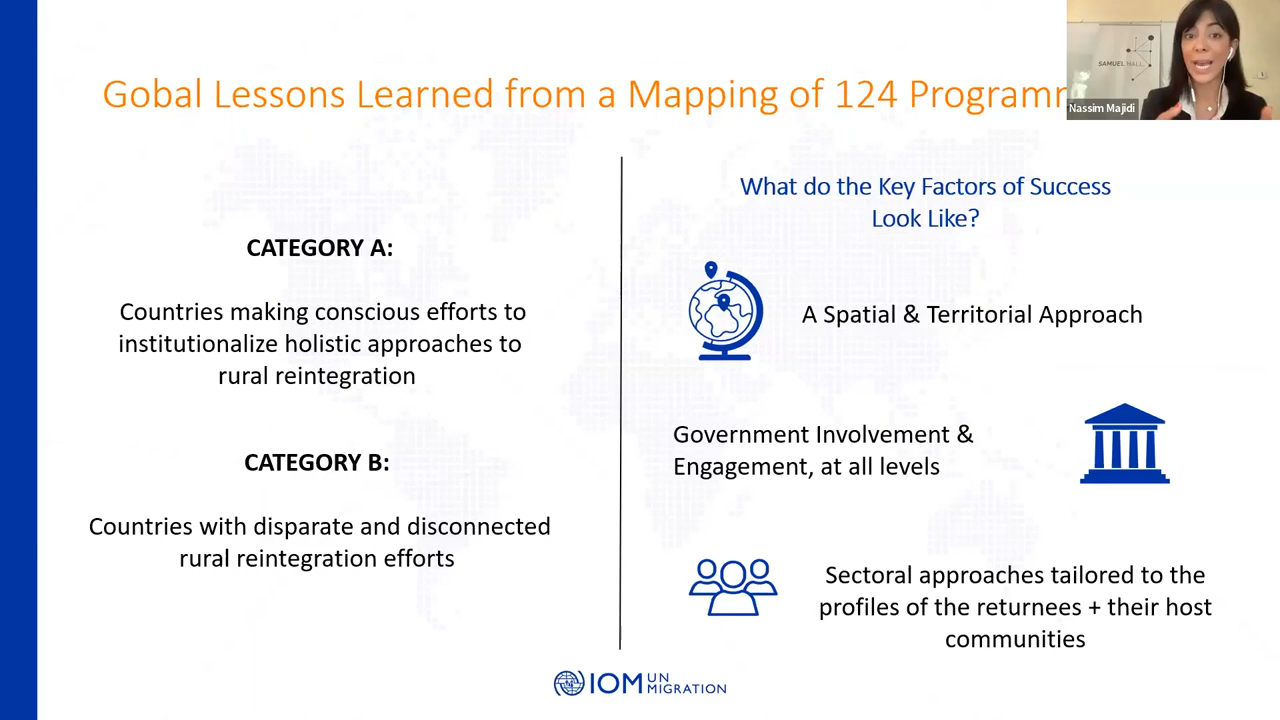 Gobal Lessons Learned from a Mapping of 124
SAMUEL HALL
Nassim Majidi
CATEGORY A:
Countries making conscious efforts to
institutionalize holistic approaches to
rural reintegration
CATEGORY B:
Countries with disparate and disconnected
rural reintegration efforts
What do the Key Factors of Success
Look Like?
A Spatial & Territorial Approach
Government Involvement &
Engagement, at all levels
Sectoral approaches tailored to the
profiles of the returnees + their host
communities
IOM UN
MIGRATION